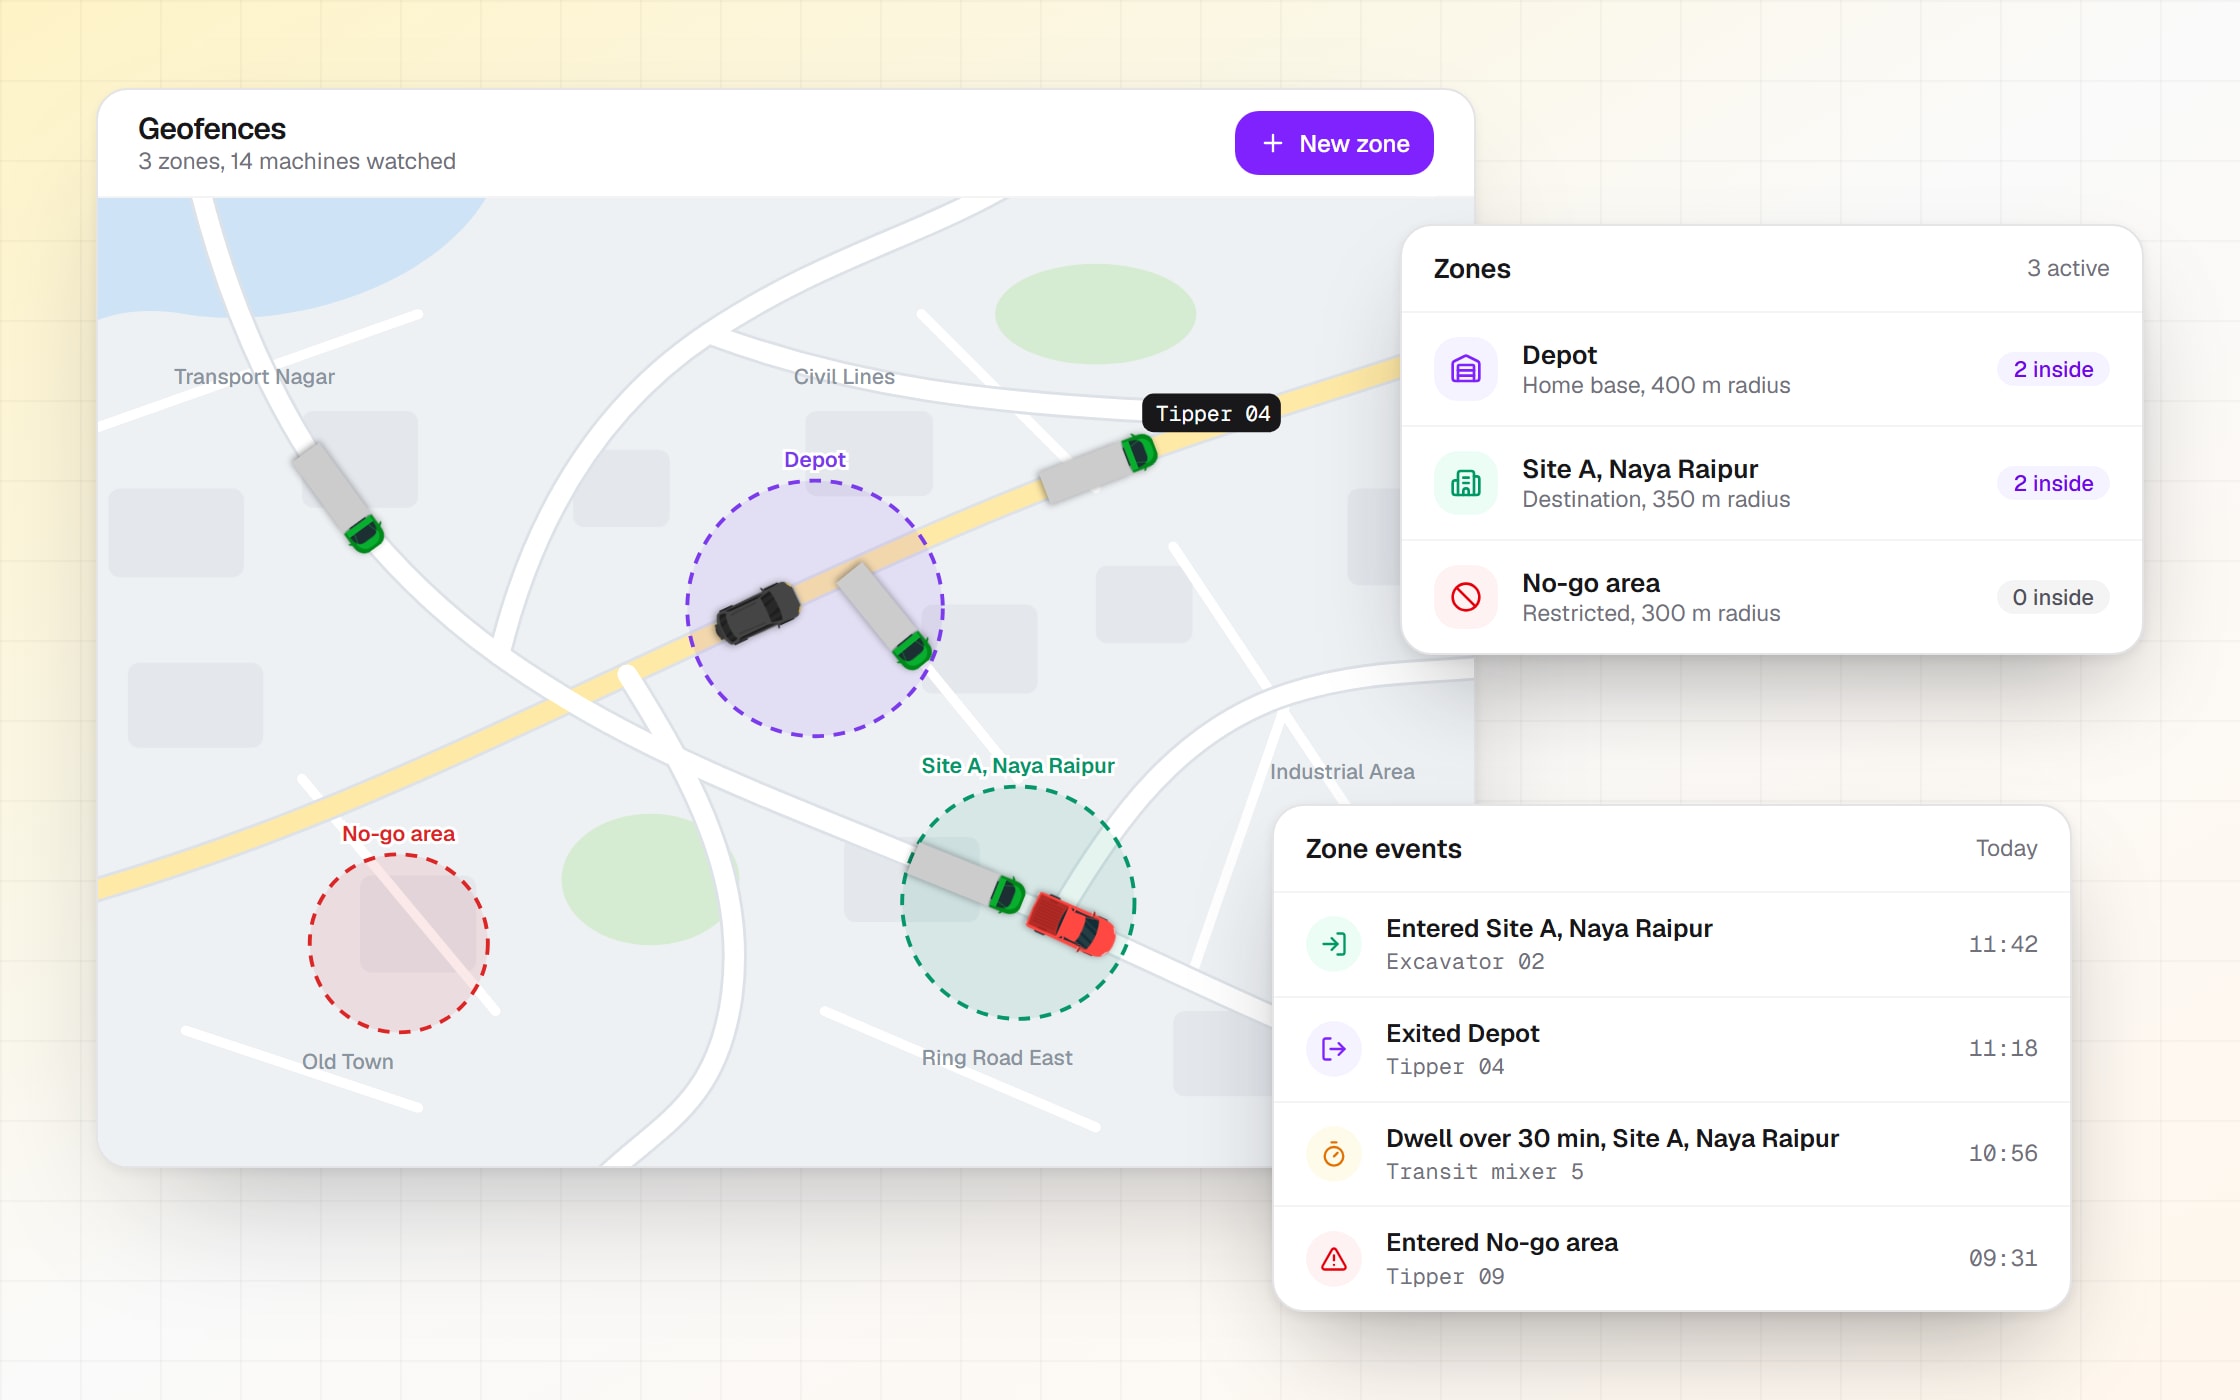 Geofences
3 zones, 14 machines watched
New zone
Transport Nagar
Civil Lines
Tipper 04
Depot
Site A, Naya Raipur
Industrial Area
No-go area
Old Town
Ring Road East
Zones
3 active
Depot
Home base, 400 m radius
2 inside
Site A, Naya Raipur
Destination, 350 m radius
2 inside
No-go area
Restricted, 300 m radius
0 inside
Zone events
Today
Entered Site A, Naya Raipur
Excavator 02
11:42
Exited Depot
Tipper 04
11:18
Dwell over 30 min, Site A, Naya Raipur
Transit mixer 5
10:56
Entered No-go area
Tipper 09
09:31